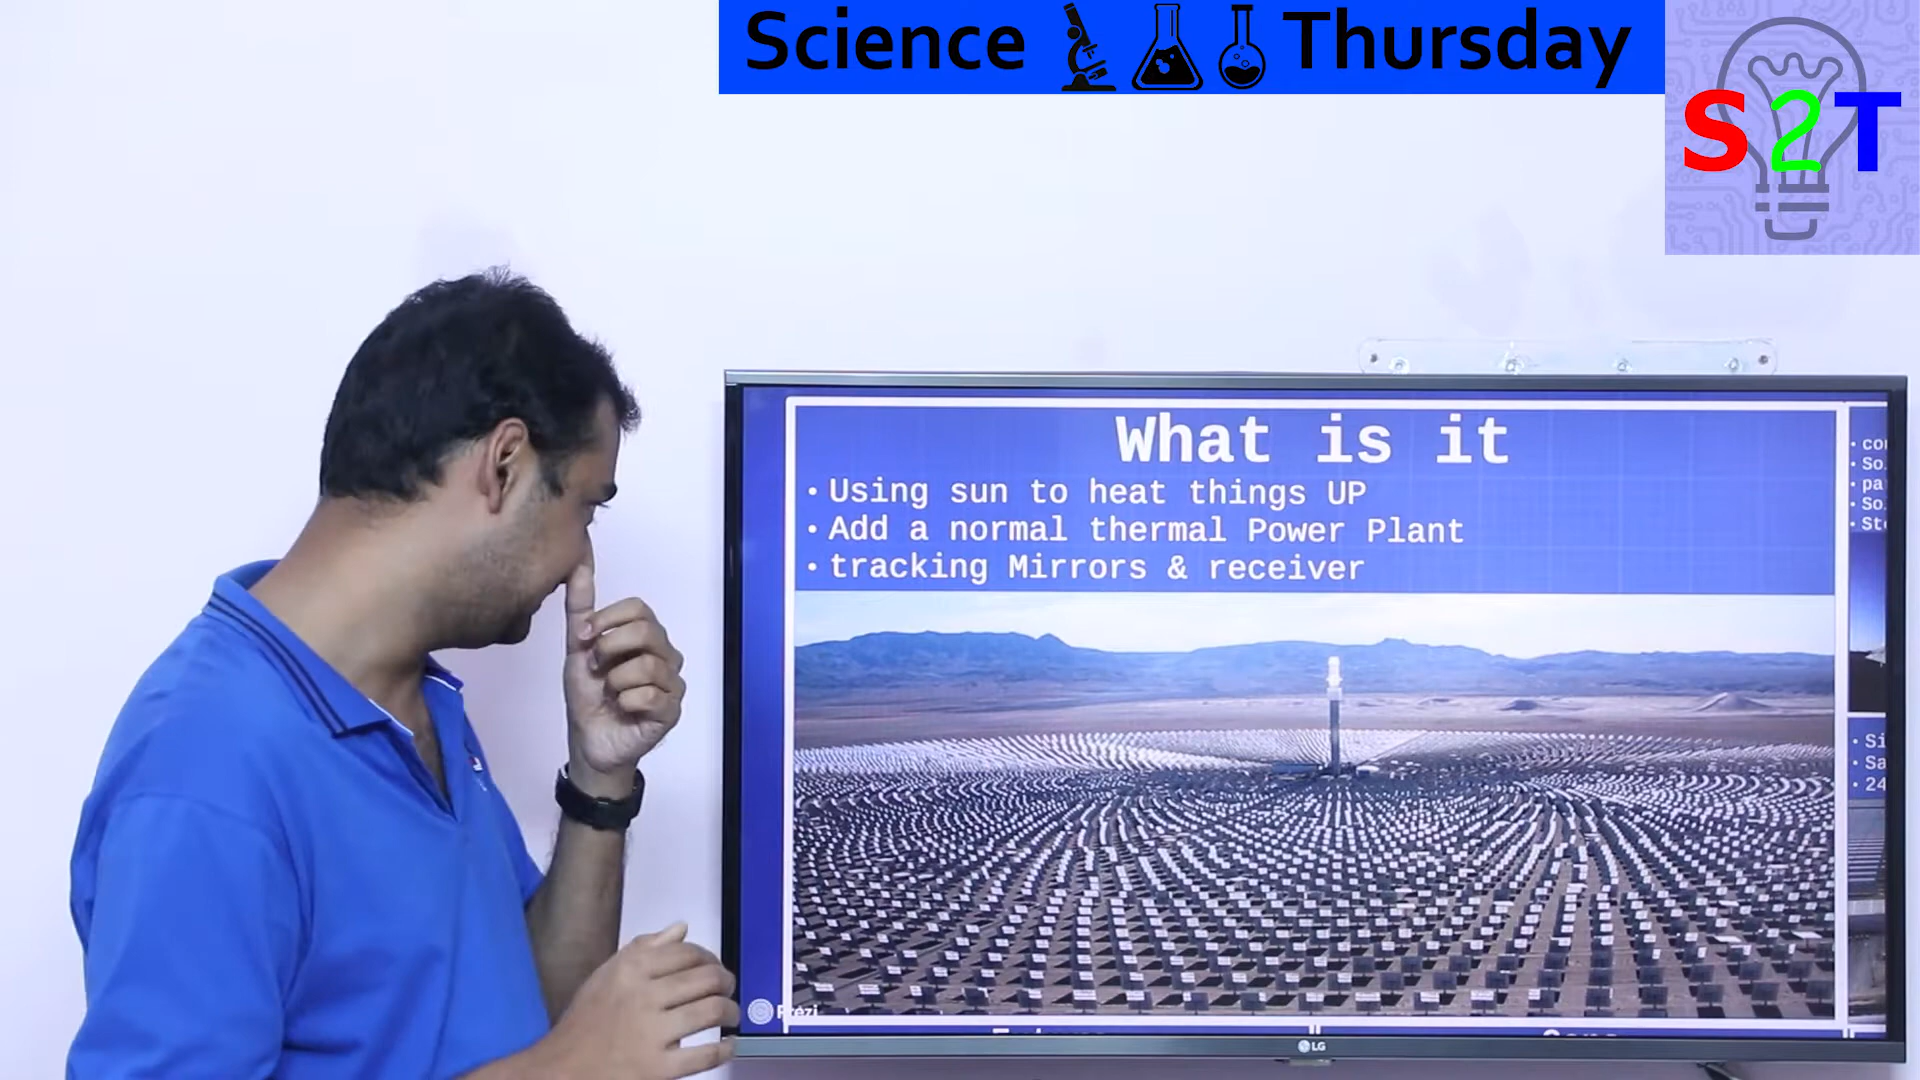 Science Thursday
S2T
What is it
• Using sun to heat things UP
• Add a normal thermal Power Plant
• tracking Mirrors & receiver
Prezi
LG